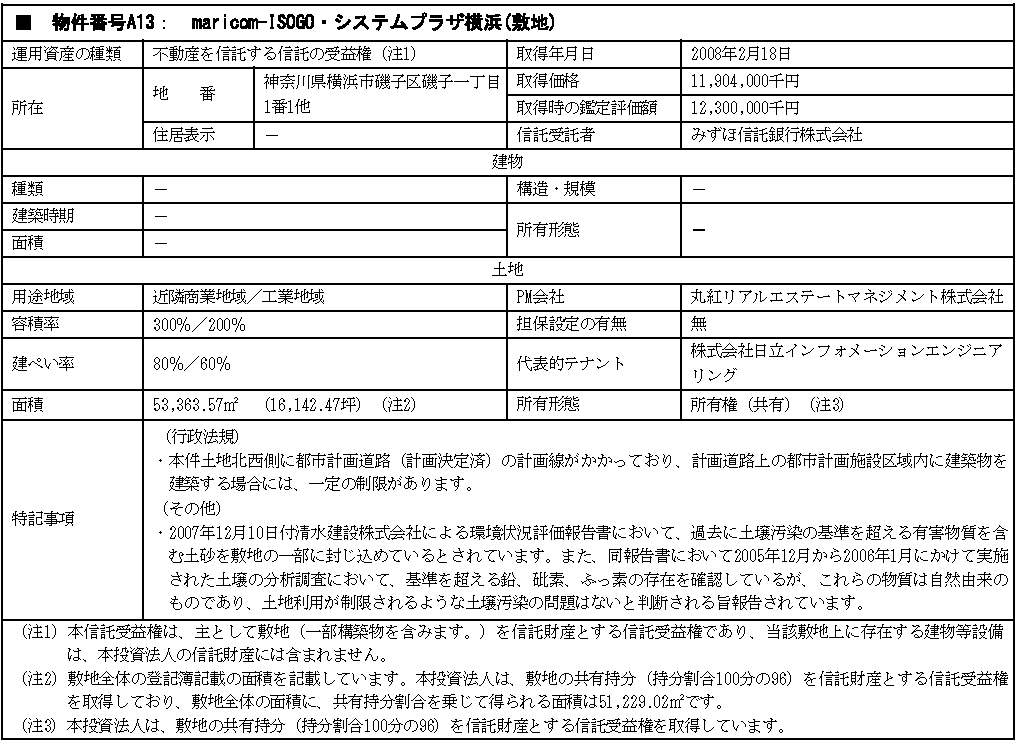 ■ 物件番号A13： maricom-ISOGO・システムプラザ横浜(敷地)
運用資産の種類 不動産を信託する信託の受益権（注1） 取得年月日 2008年2月18日
所在 地 番 神奈川県横浜市磯子区磯子一丁目 取得価格 11,904,000千円
1番1他 取得時の鑑定評価額 12,300,000千円
住居表示 － 信託受託者 みずほ信託銀行株式会社
建物
種類 － 構造・規模 －
建築時期 － 所有形態 －
面積 －
土地
用途地域 近隣商業地域／工業地域 PM会社 丸紅リアルエステートマネジメント株式会社
容積率 300％／200％ 担保設定の有無 無
建ぺい率 80％／60％ 代表的テナント 株式会社日立インフォメーションエンジニア
リング
面積 53,363.57㎡ （16,142.47坪）（注2） 所有形態 所有権（共有）（注3）
特記事項 （行政法規）
・本件土地北西側に都市計画道路（計画決定済）の計画線がかかっており、計画道路上の都市計画施設区域内に建築物を
建築する場合には、一定の制限があります。
（その他）
・2007年12月10日付清水建設株式会社による環境状況評価報告書において、過去に土壌汚染の基準を超える有害物質を含
む土砂を敷地の一部に封じ込めているとされています。また、同報告書において2005年12月から2006年1月にかけて実施
された土壌の分析調査において、基準を超える鉛、砒素、ふっ素の存在を確認しているが、これらの物質は自然由来の
ものであり、土地利用が制限されるような土壌汚染の問題はないと判断される旨報告されています。
（注1）本信託受益権は、主として敷地（一部構築物を含みます。）を信託財産とする信託受益権であり、当該敷地上に存在する建物等設備
は、本投資法人の信託財産には含まれません。
（注2）敷地全体の登記簿記載の面積を記載しています。本投資法人は、敷地の共有持分（持分割合100分の96）を信託財産とする信託受益権
を取得しており、敷地全体の面積に、共有持分割合を乗じて得られる面積は51,229.02㎡です。
（注3）本投資法人は、敷地の共有持分（持分割合100分の96）を信託財産とする信託受益権を取得しています。